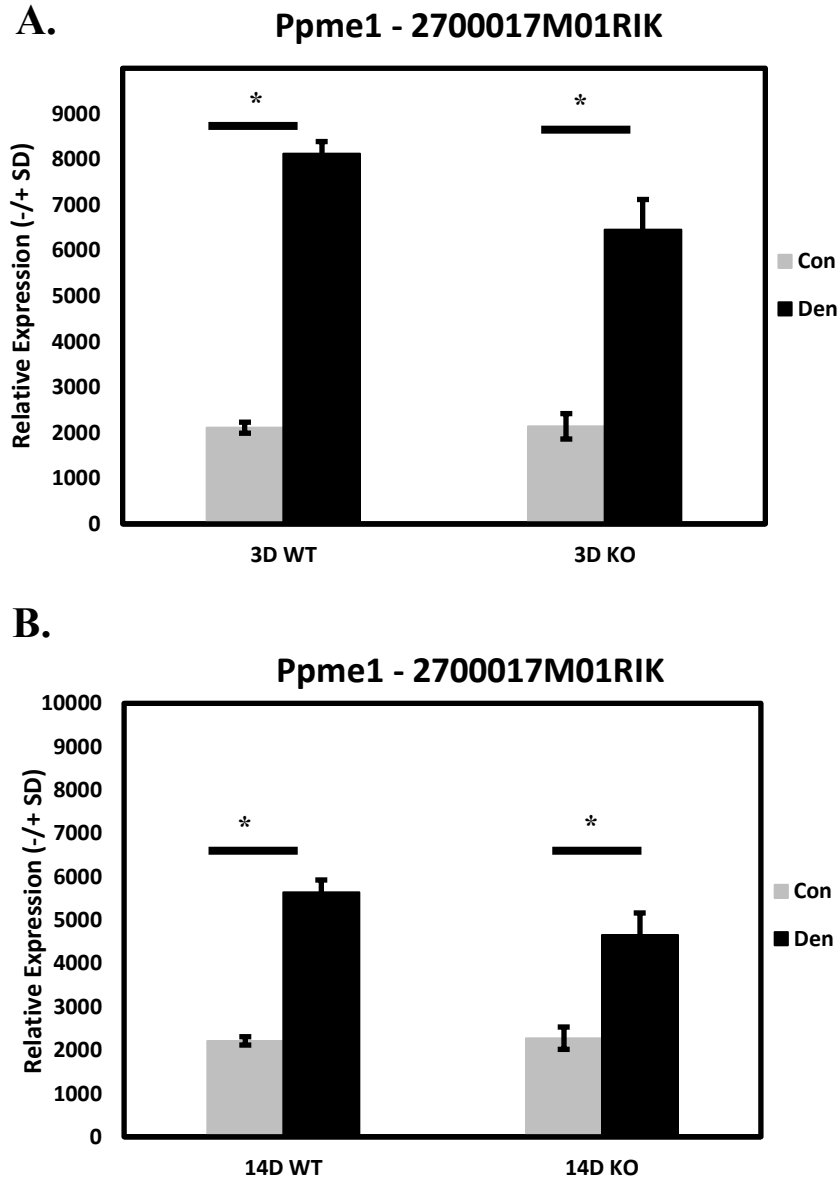 A.
Ppme1 - 2700017M01RIK
Relative Expression (-/+ SD)
9000
8000
7000
6000
5000
4000
3000
2000
1000
0
*
*
Con
Den
3D WT
3D KO
B.
Ppme1 - 2700017M01RIK
Relative Expression (-/+ SD)
10000
9000
8000
7000
6000
5000
4000
3000
2000
1000
0
*
*
Con
Den
14D WT
14D KO